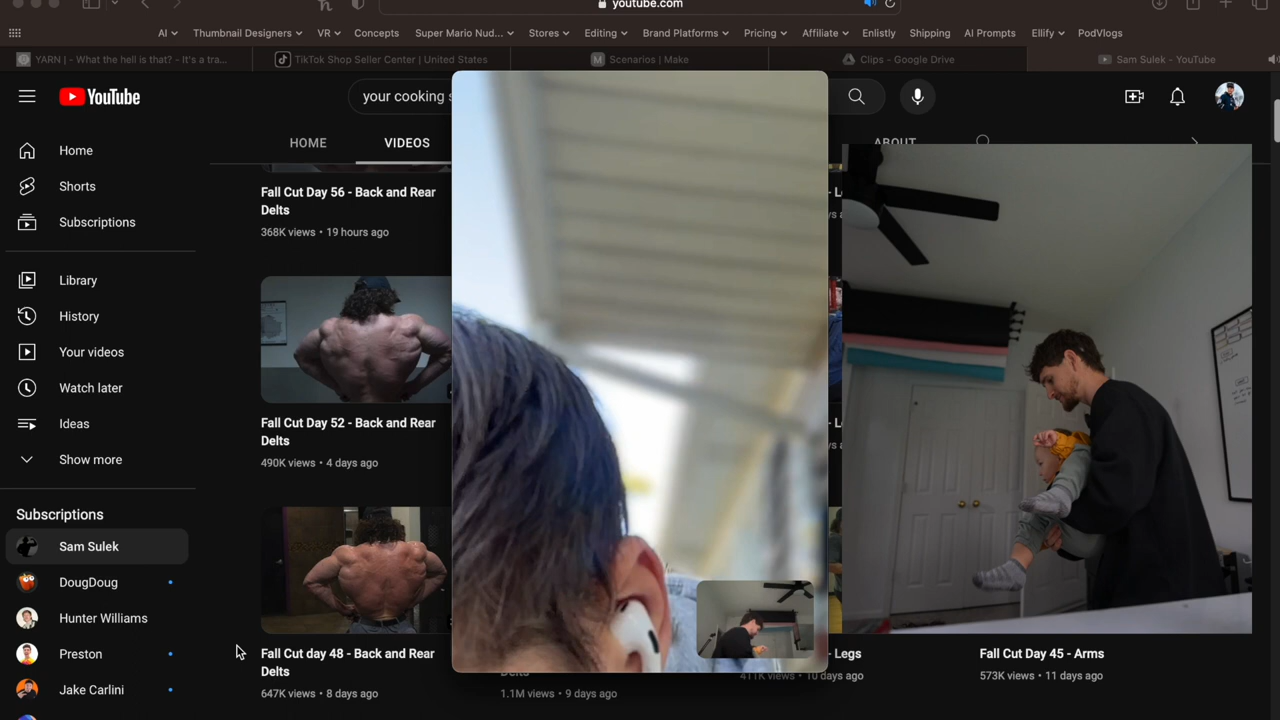 youtube.com
AI
Thumbnail Designers
VR
Concepts
Super Mario Nud...
Stores
Editing
Brand Platforms
Pricing
Affiliate
Enlistly
Shipping
AI Prompts
Ellify
PodVlogs
YARN | - What the hell is that? - It's a tra...
TikTok Shop Seller Center | United States
Scenarios | Make
Clips - Google Drive
Sam Sulek - YouTube
YouTube
your cooking
HOME
VIDEOS
ABOUT
Home
Shorts
Subscriptions
Library
History
Your videos
Watch later
Ideas
Show more
Subscriptions
Sam Sulek
DougDoug
Hunter Williams
Preston
Jake Carlini
Fall Cut Day 56 - Back and Rear
Delts
368K views • 19 hours ago
Fall Cut Day 52 - Back and Rear
Delts
490K views • 4 days ago
Fall Cut day 48 - Back and Rear
Delts
647K views • 8 days ago
Delts
1.1M views • 9 days ago
- Legs
411K views • 10 days ago
Fall Cut Day 45 - Arms
573K views • 11 days ago